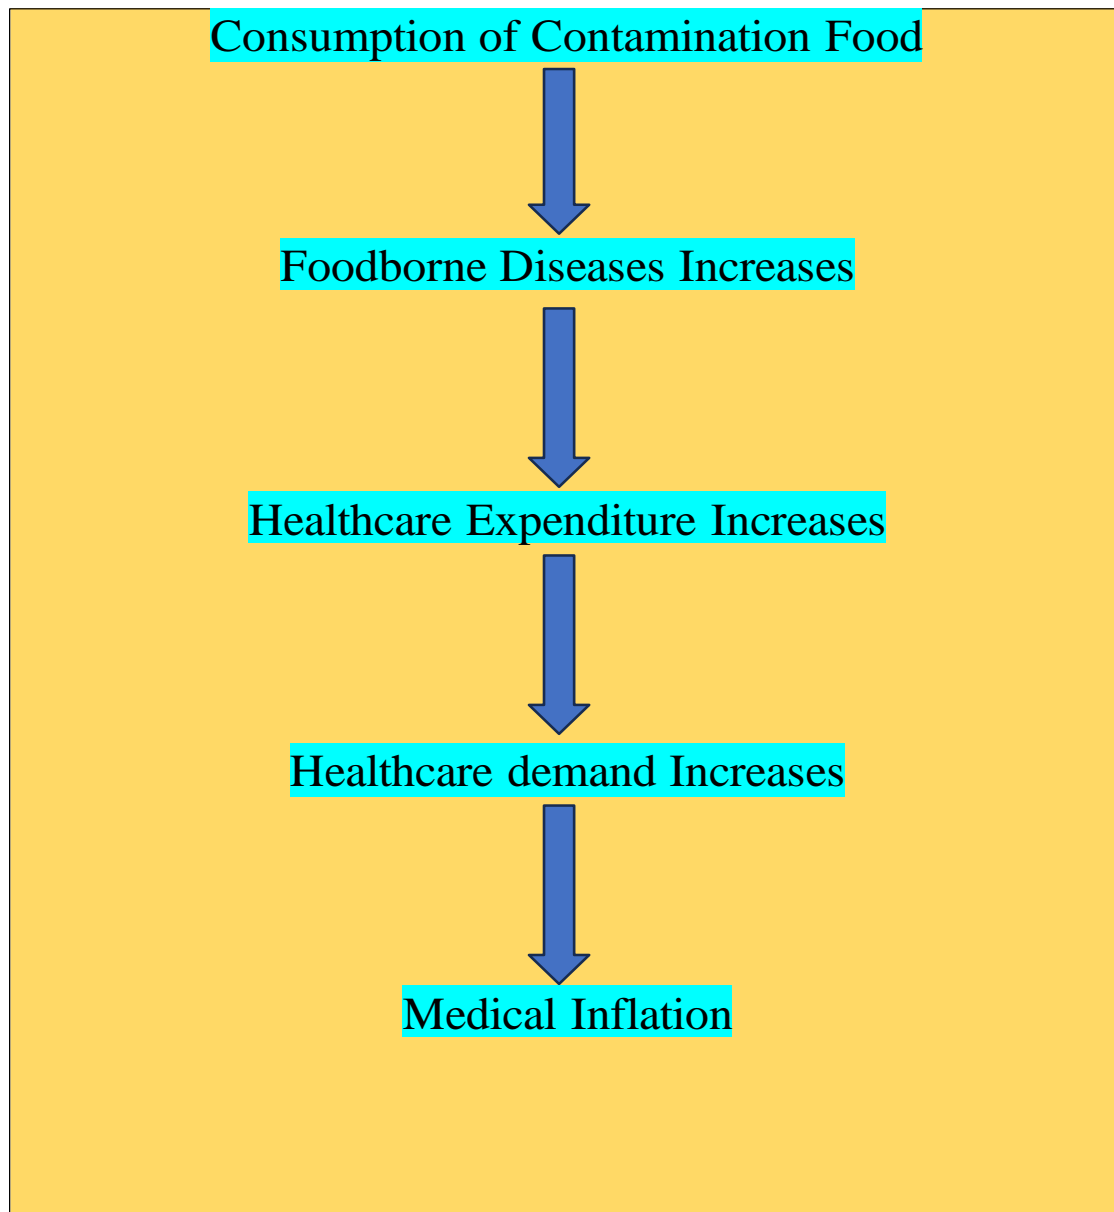 Consumption of Contamination Food
Foodborne Diseases Increases
Healthcare Expenditure Increases
Healthcare demand Increases
Medical Inflation